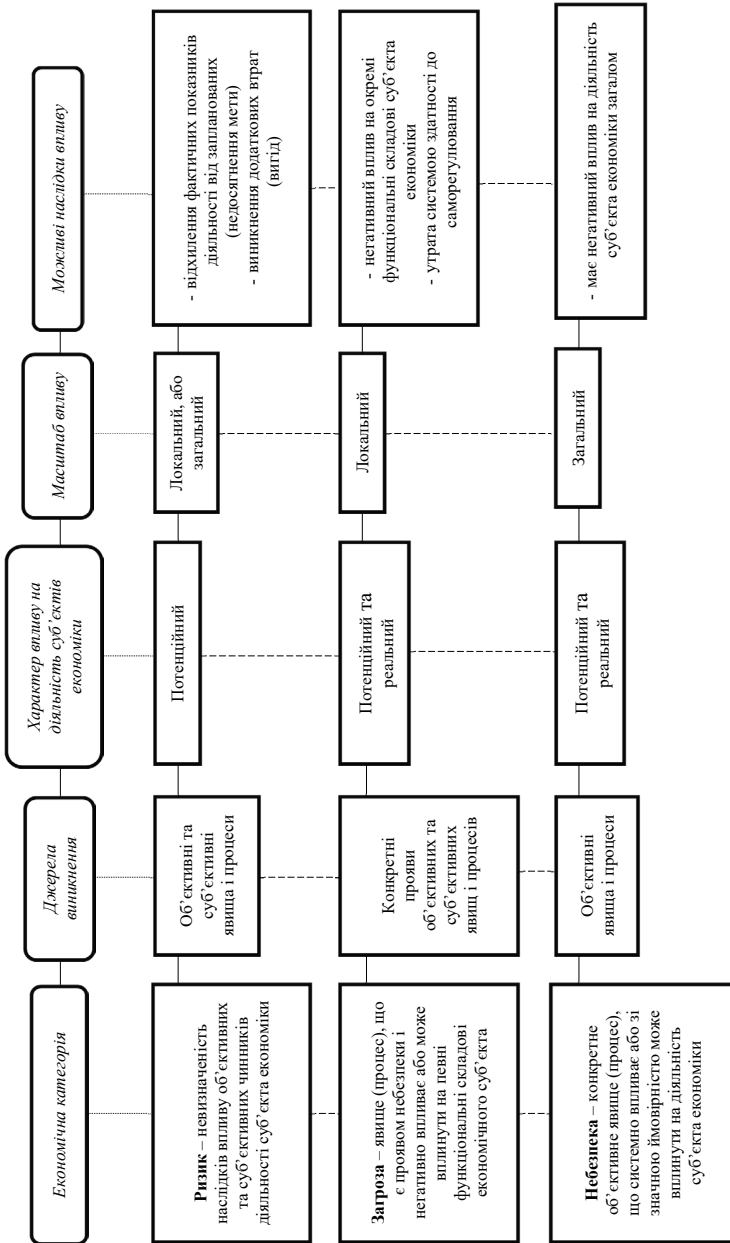 Економічна категорія
Джерела
виникнення
Характер впливу на
діяльність суб’єктів
економіки
Масштаб впливу
Можливі наслідки впливу
Ризик – невизначеність
наслідків впливу об’єктивних
та суб’єктивних чинників
діяльності суб’єкта економіки
Об’єктивні та
суб’єктивні
явища і процеси
Потенційний
Локальний, або
загальний
- відхилення фактичних показників
діяльності від запланованих
(недосягнення мети)
- виникнення додаткових втрат
(вигід)
Загроза – явище (процес), що
є проявом небезпеки і
негативно впливає або може
вплинути на певні
функціональні складові
економічного суб’єкта
Конкретні
прояви
об’єктивних та
суб’єктивних
явищ і процесів
Потенційний та
реальний
Локальний
- негативний вплив на окремі
функціональні складові суб’єкта
економіки
- утрата системою здатності до
саморегулювання
Небезпека – конкретне
об’єктивне явище (процес),
що системно впливає або зі
значною ймовірністю може
вплинути на діяльність
суб’єкта економіки
Об’єктивні
явища і процеси
Потенційний та
реальний
Загальний
- має негативний вплив на діяльність
суб’єкта економіки загалом